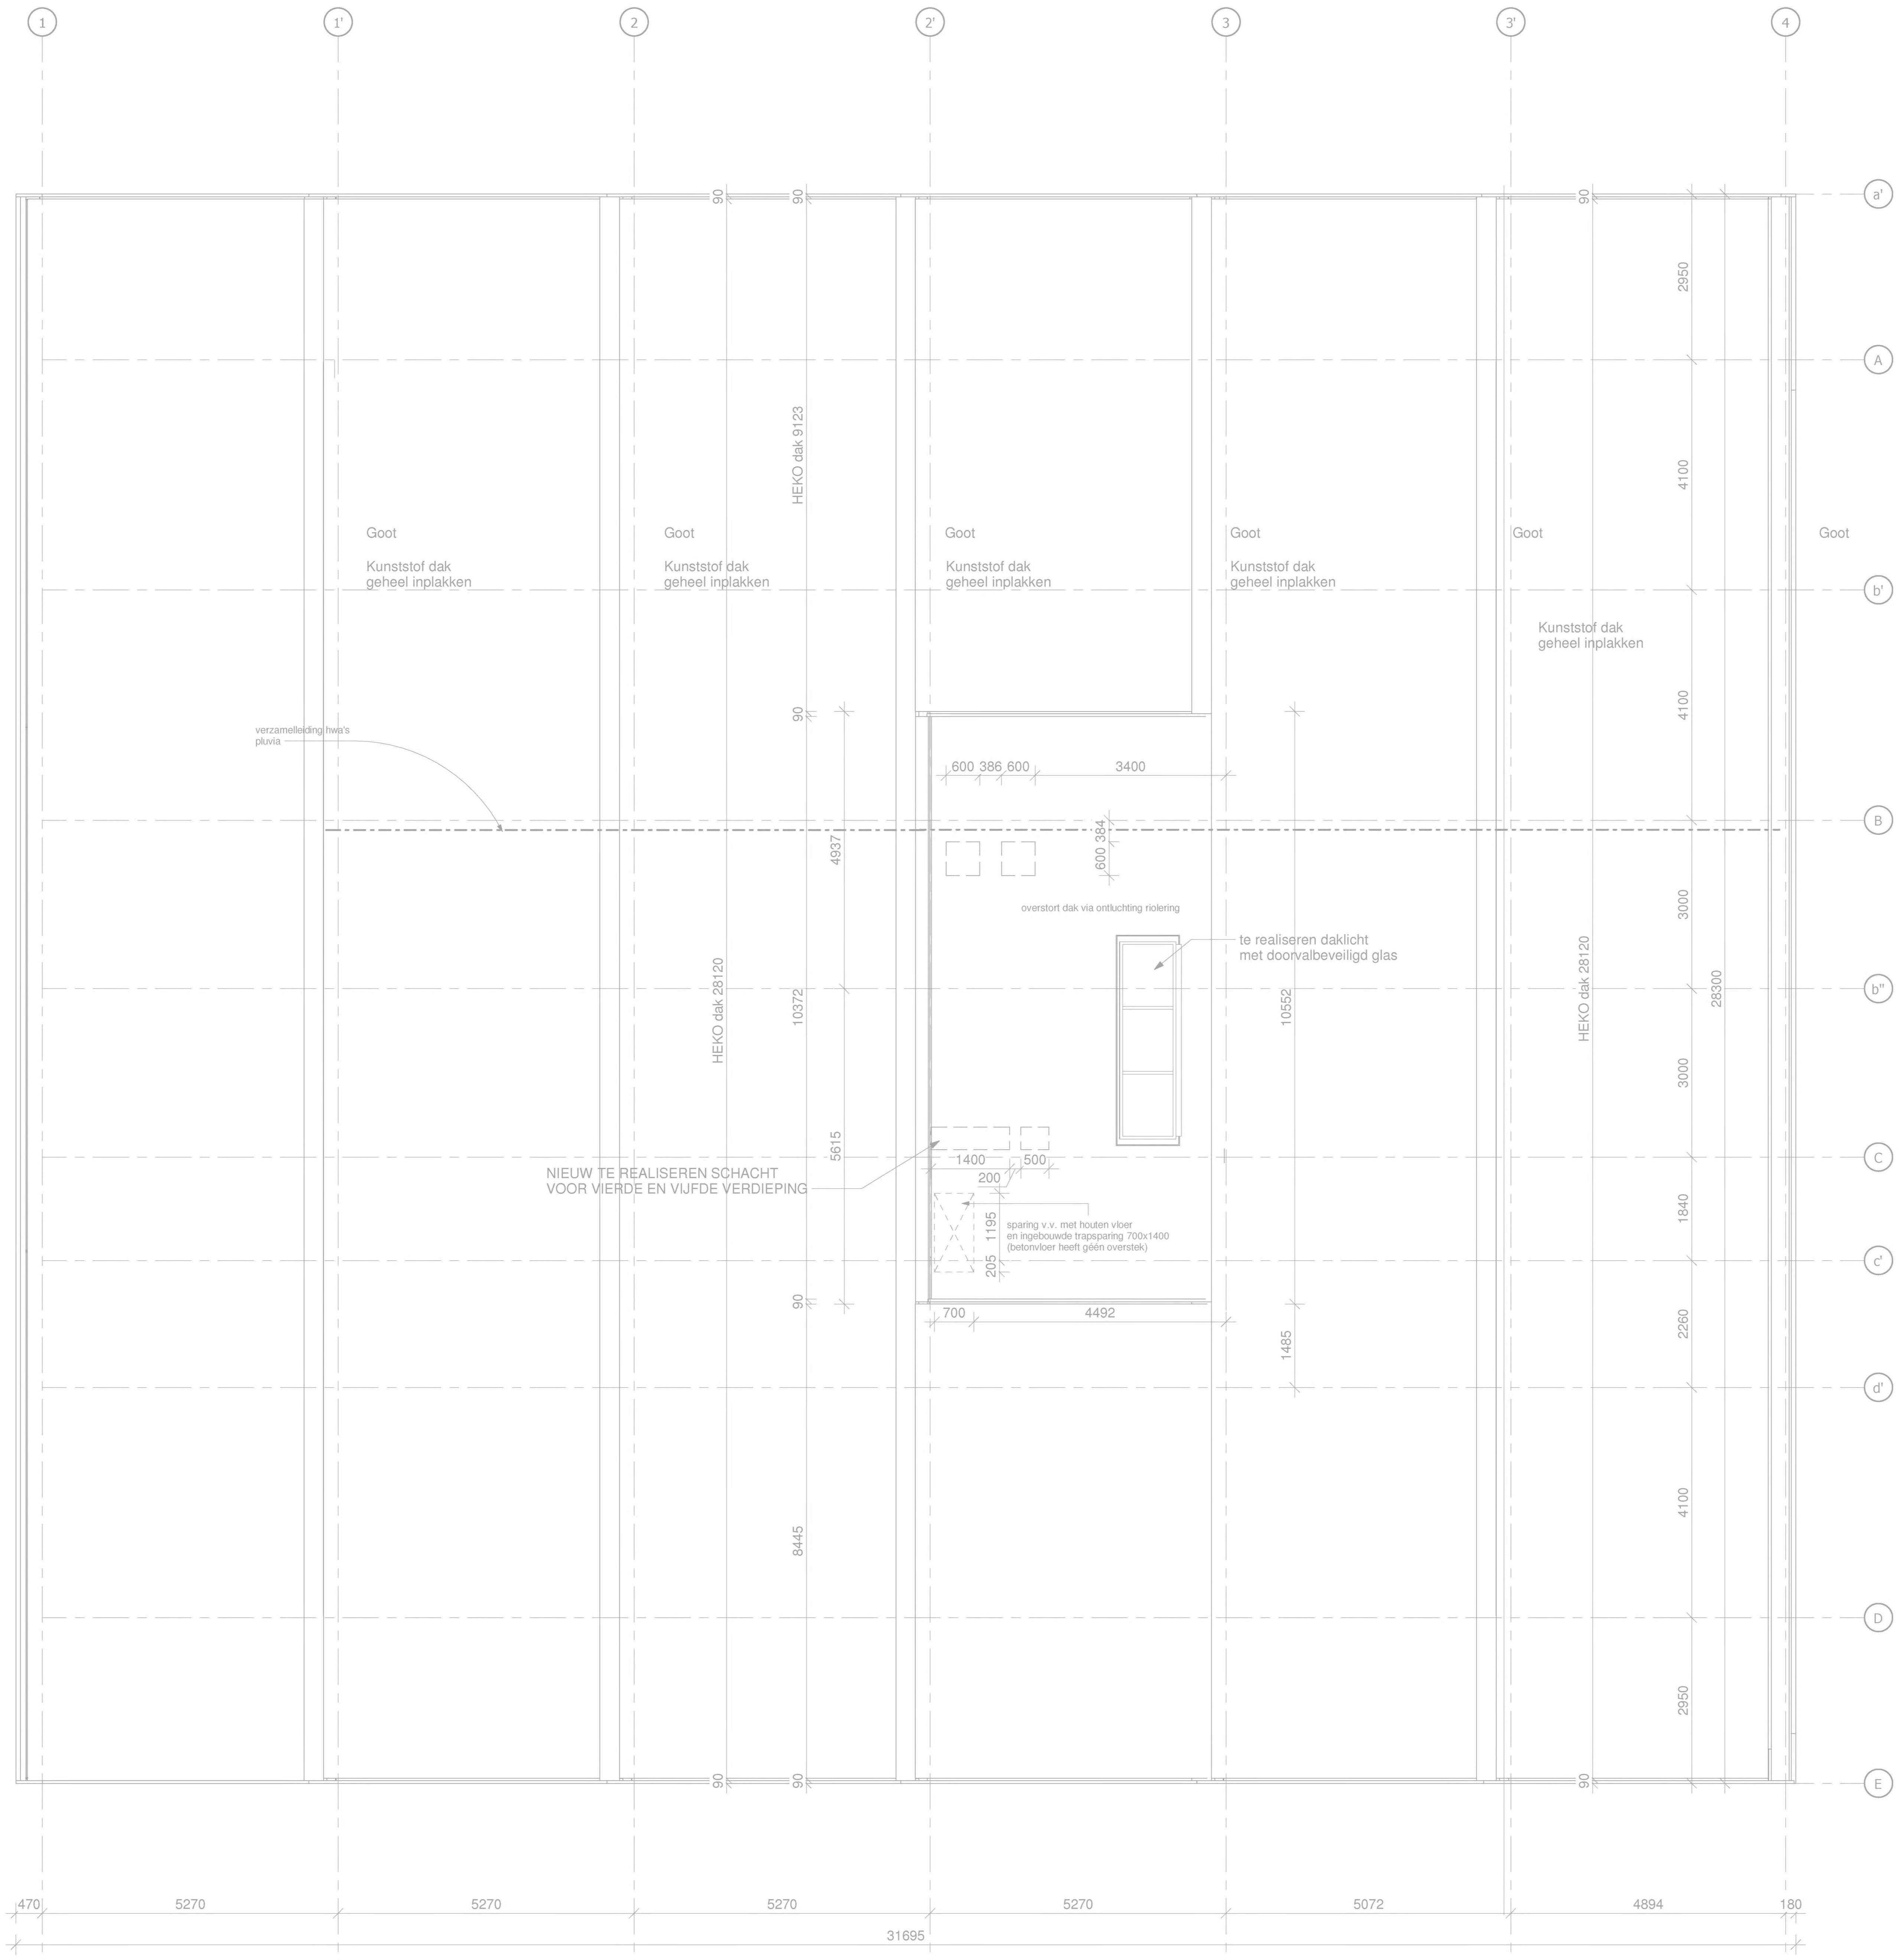 1
1'
2
2'
3
3'
4
a'
90
90
90
2950
A
HEKO dak 9123
4100
Goot
Goot
Goot
Goot
Goot
Goot
Kunststof dak
geheel inplakken
Kunststof dak
geheel inplakken
Kunststof dak
geheel inplakken
Kunststof dak
geheel inplakken
b'
Kunststof dak
geheel inplakken
90
4100
verzamelleiding hwa's
pluvia
600
386
600
3400
B
4937
384
600
overstort dak via ontluchting riolering
3000
te realiseren daklicht
met doorvalbeveiligd glas
HEKO dak 28120
10372
10552
HEKO dak 28120
28300
b"
3000
5615
C
1400
500
200
NIEUW TE REALISEREN SCHACHT
VOOR VIERDE EN VIJFDE VERDIEPING
1840
1195
sparing v.v. met houten vloer
en ingebouwde trapsparing 700x1400
(betonvloer heeft géén overstek)
205
c'
90
700
4492
2260
1485
d'
4100
8445
D
2950
90
90
90
E
470
5270
5270
5270
5270
5072
4894
180
31695